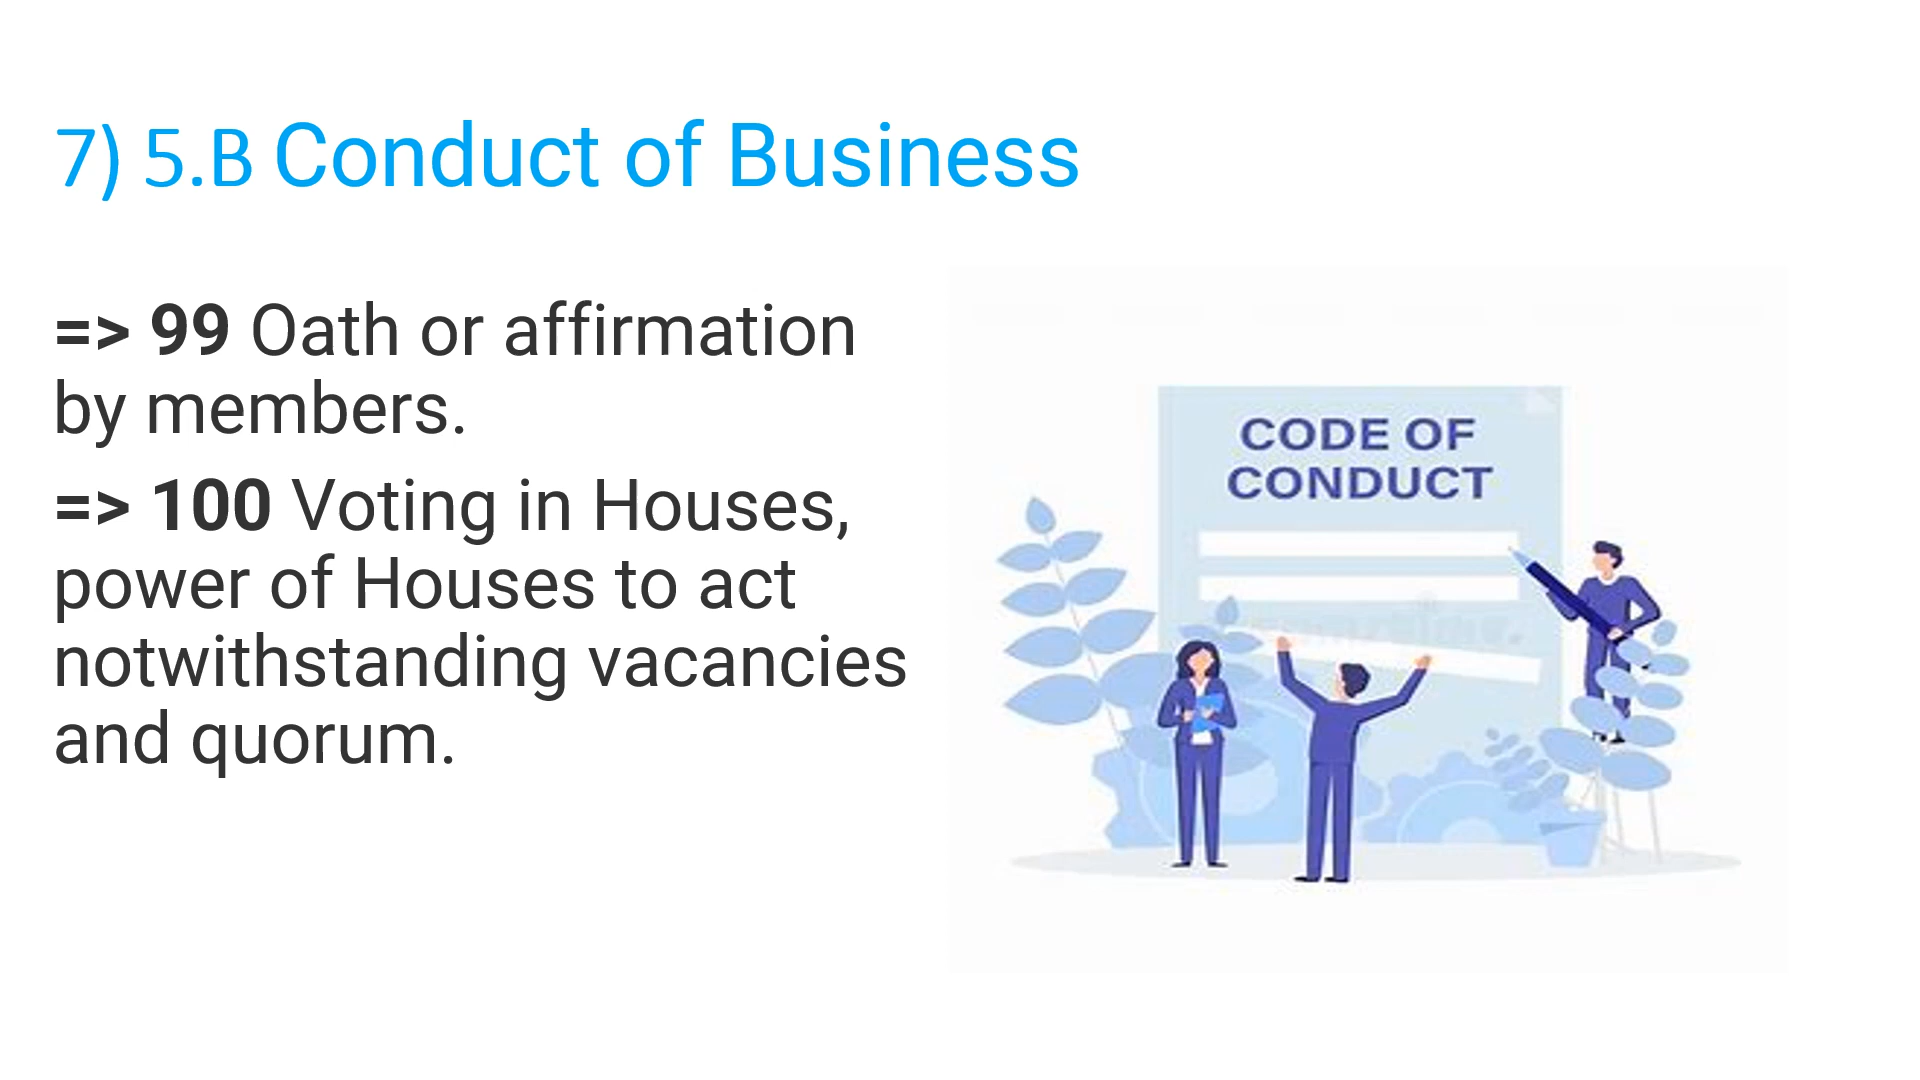 7) 5.B Conduct of Business
=> 99 Oath or affirmation
by members.
=> 100 Voting in Houses,
power of Houses to act
notwithstanding vacancies
and quorum.
CODE OF
CONDUCT